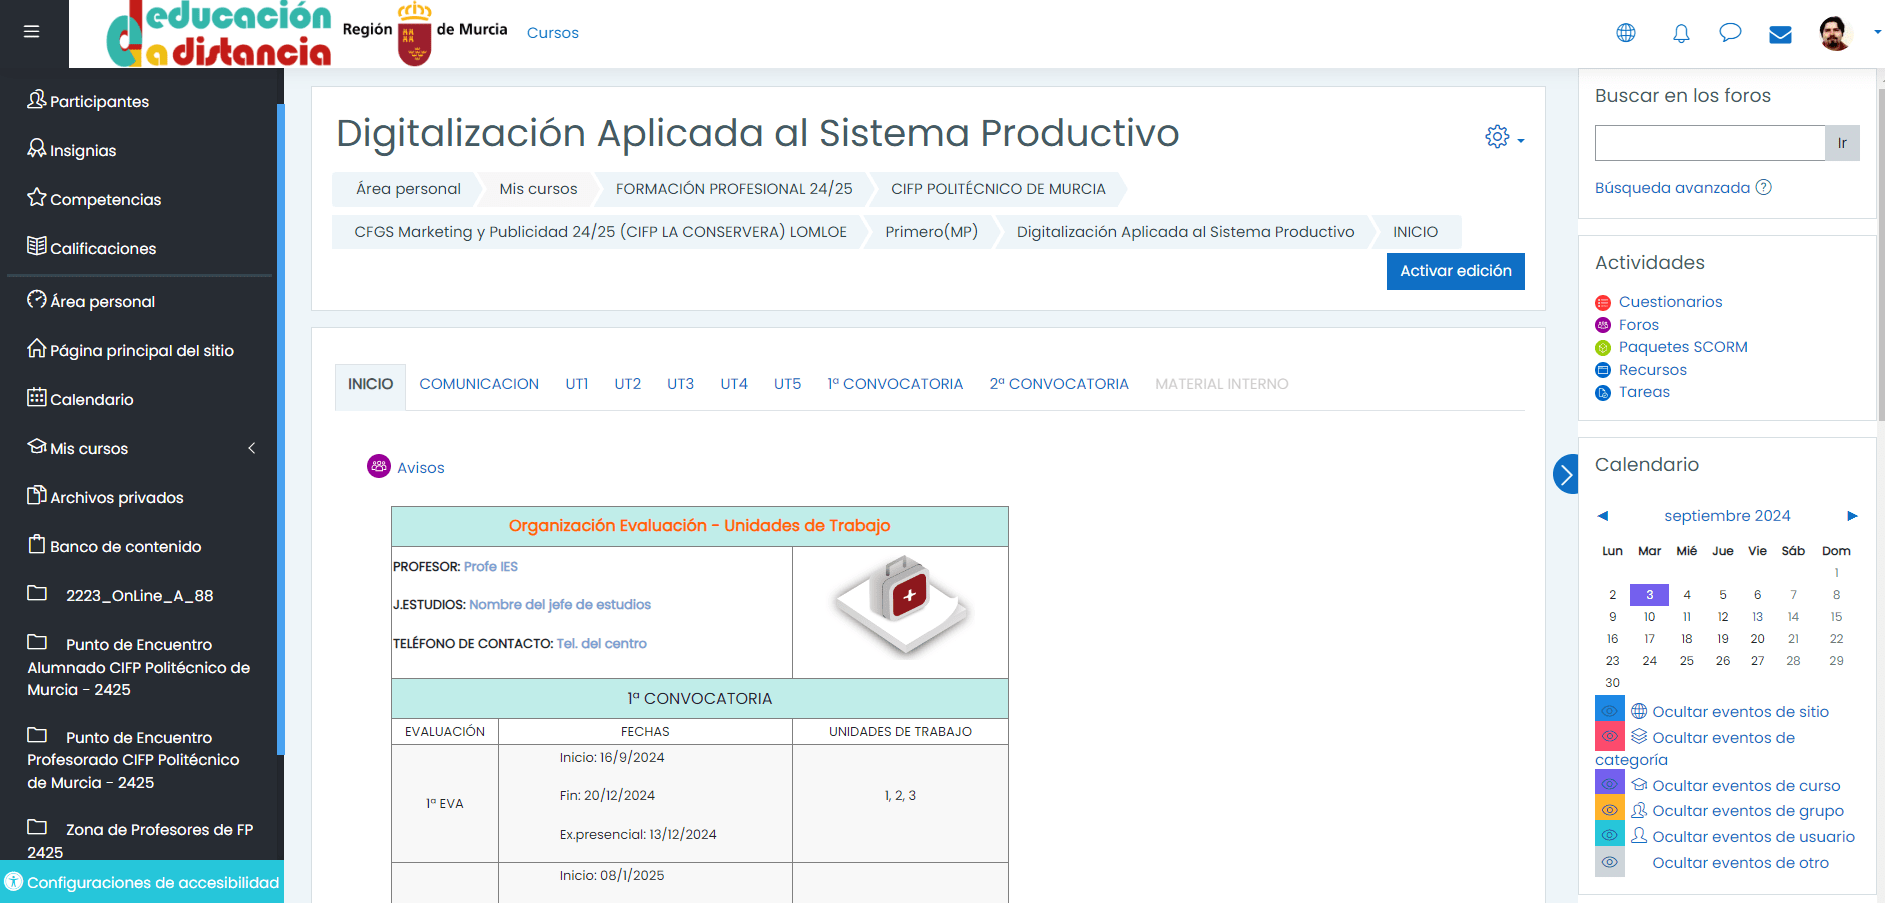 educación
a distancia
Región de Murcia
Cursos
Participantes
Insignias
Competencias
Calificaciones
Área personal
Página principal del sitio
Calendario
Mis cursos
Archivos privados
Banco de contenido
2223_OnLine_A_88
Punto de Encuentro
Alumnado CIFP Politécnico de
Murcia - 2425
Punto de Encuentro
Profesorado CIFP Politécnico
de Murcia - 2425
Zona de Profesores de FP
2425
Configuraciones de accesibilidad
Digitalización Aplicada al Sistema Productivo
Área personal
Mis cursos
FORMACIÓN PROFESIONAL 24/25
CIFP POLITÉCNICO DE MURCIA
CFGS Marketing y Publicidad 24/25 (CIFP LA CONSERVERA) LOMLOE
Primero(MP)
Digitalización Aplicada al Sistema Productivo
INICIO
Activar edición
INICIO COMUNICACION UT1 UT2 UT3 UT4 UT5 1ª CONVOCATORIA 2ª CONVOCATORIA MATERIAL INTERNO
Avisos
Organización Evaluación - Unidades de Trabajo
PROFESOR: Profe IES
J.ESTUDIOS: Nombre del jefe de estudios
TELÉFONO DE CONTACTO: Tel. del centro
1ª CONVOCATORIA
EVALUACIÓN FECHAS UNIDADES DE TRABAJO
Inicio: 16/9/2024
Fin: 20/12/2024
Ex.presencial: 13/12/2024
1ª EVA
1, 2, 3
Inicio: 08/1/2025
Buscar en los foros
Ir
Búsqueda avanzada
Actividades
Cuestionarios
Foros
Paquetes SCORM
Recursos
Tareas
Calendario
◄ septiembre 2024 ►
Lun Mar Mié Jue Vie Sáb Dom
1
2 3 4 5 6 7 8
9 10 11 12 13 14 15
16 17 18 19 20 21 22
23 24 25 26 27 28 29
30
Ocultar eventos de sitio
Ocultar eventos de
categoría
Ocultar eventos de curso
Ocultar eventos de grupo
Ocultar eventos de usuario
Ocultar eventos de otro